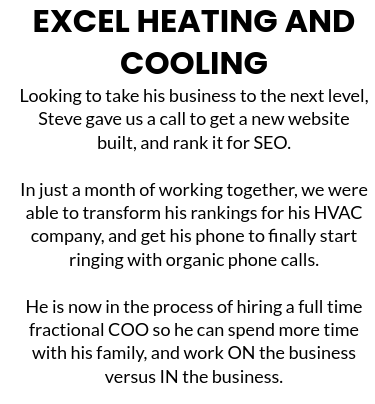 EXCEL HEATING AND
COOLING
Looking to take his business to the next level,
Steve gave us a call to get a new website
built, and rank it for SEO.
In just a month of working together, we were
able to transform his rankings for his HVAC
company, and get his phone to finally start
ringing with organic phone calls.
He is now in the process of hiring a full time
fractional COO so he can spend more time
with his family, and work ON the business
versus IN the business.